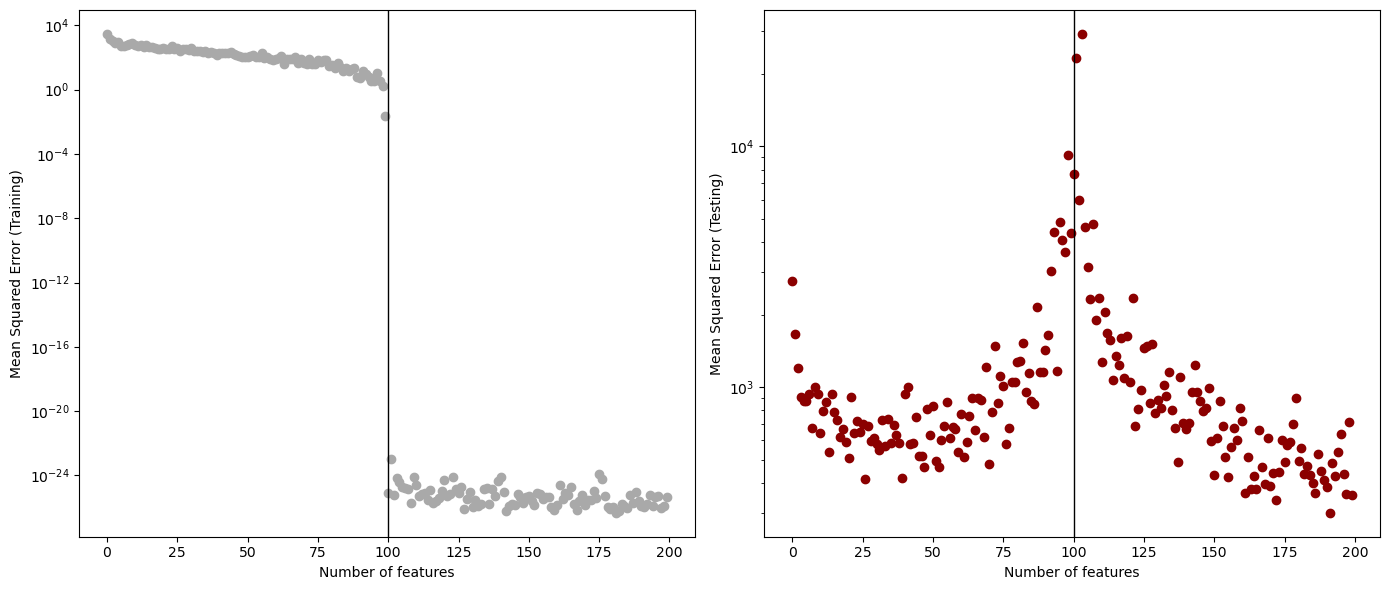 Mean Squared Error (Training)
10^4
10^0
10^-4
10^-8
10^-12
10^-16
10^-20
10^-24
0 25 50 75 100 125 150 175 200
Number of features
Mean Squared Error (Testing)
10^4
10^3
0 25 50 75 100 125 150 175 200
Number of features